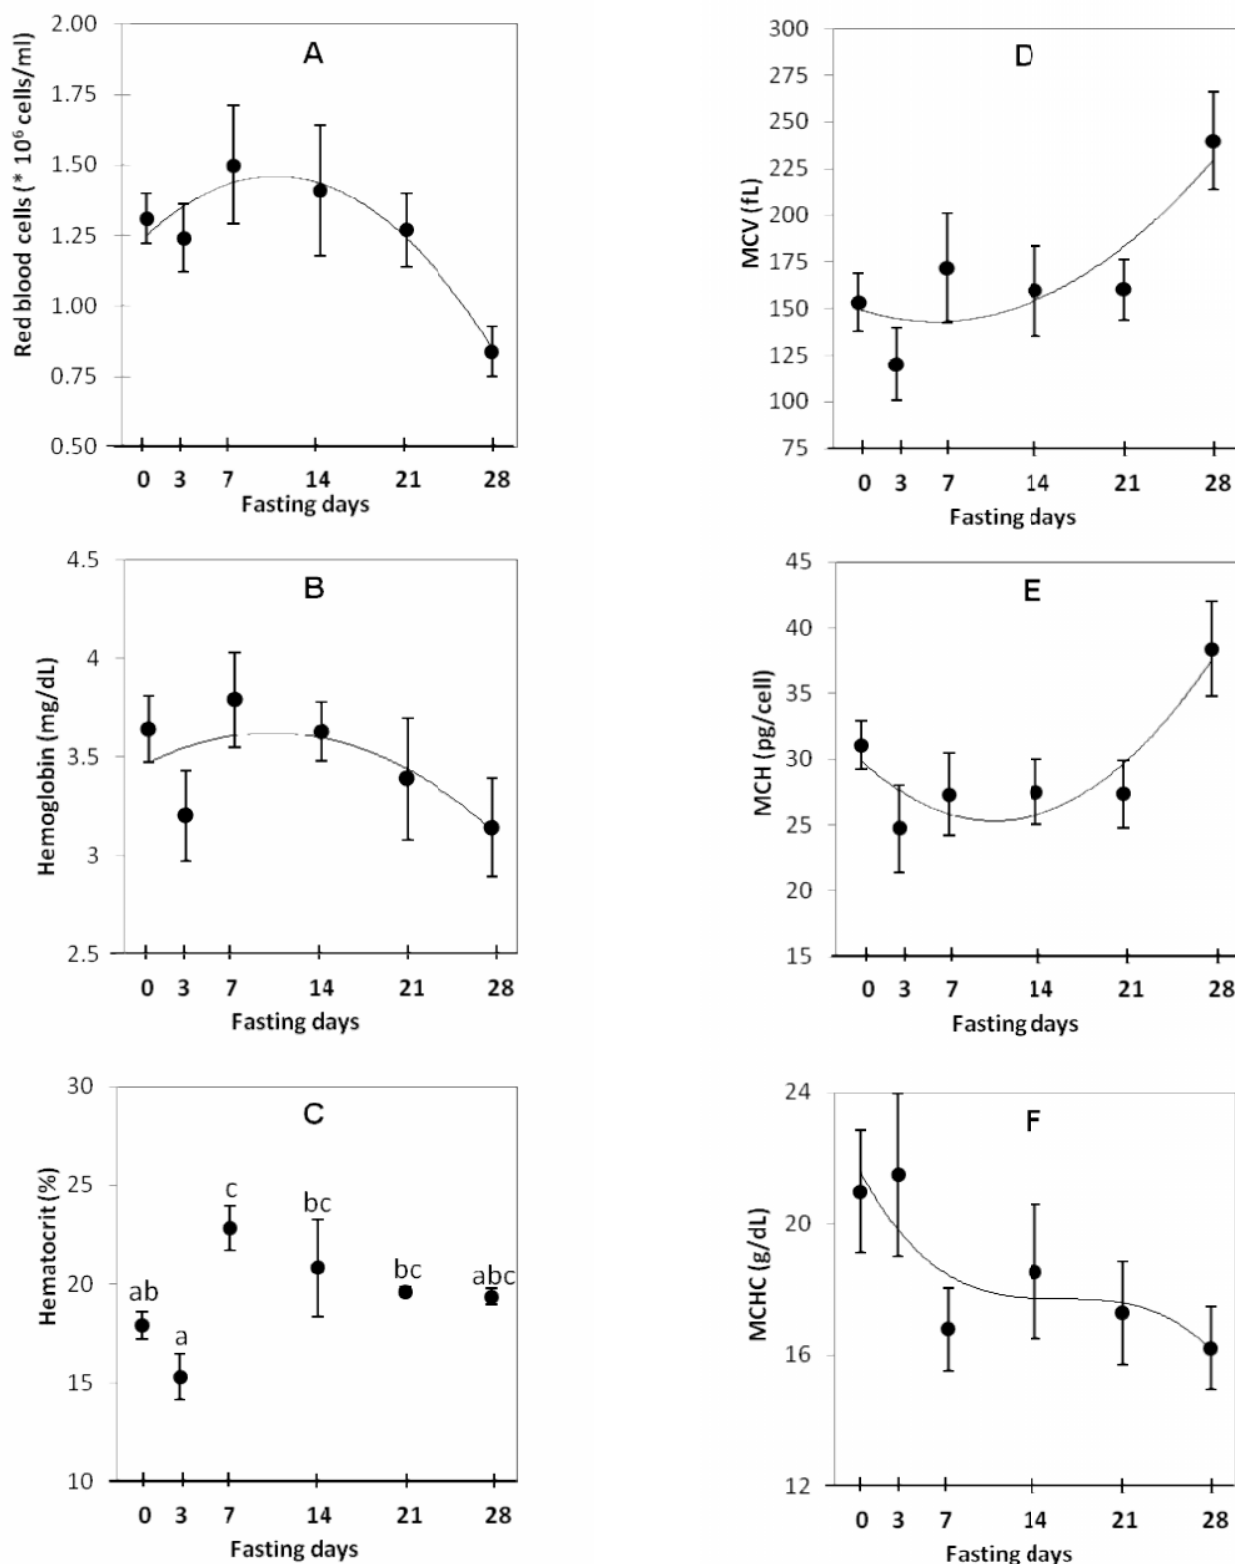 A
Red blood cells (* 10⁶ cells/ml)
2.00
1.75
1.50
1.25
1.00
0.75
0.50
0 3 7 14 21 28
Fasting days
B
Hemoglobin (mg/dL)
4.5
4
3.5
3
2.5
0 3 7 14 21 28
Fasting days
C
Hematocrit (%)
30
25
20
15
10
ab
a
c
bc
bc
abc
0 3 7 14 21 28
Fasting days
D
MCV (fL)
300
275
250
225
200
175
150
125
100
75
0 3 7 14 21 28
Fasting days
E
MCH (pg/cell)
45
40
35
30
25
20
15
0 3 7 14 21 28
Fasting days
F
MCHC (g/dL)
24
20
16
12
0 3 7 14 21 28
Fasting days